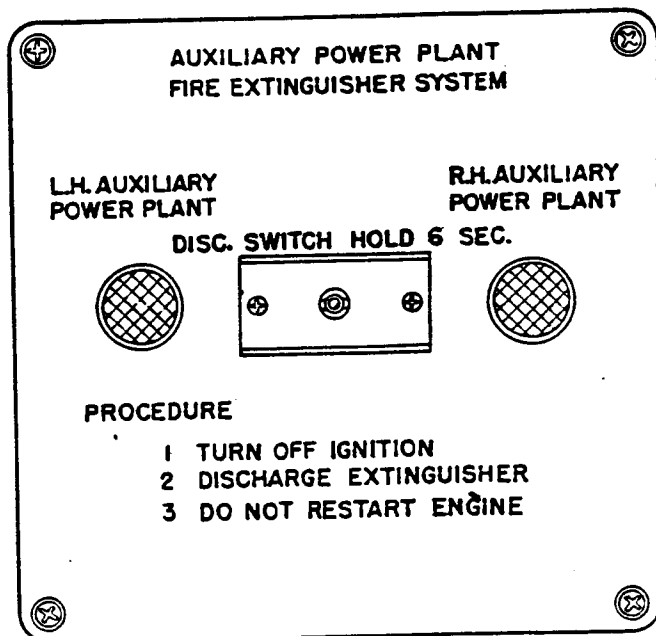 AUXILIARY POWER PLANT
FIRE EXTINGUISHER SYSTEM
L.H. AUXILIARY
POWER PLANT
R.H. AUXILIARY
POWER PLANT
DISC. SWITCH HOLD 6 SEC.
PROCEDURE
1 TURN OFF IGNITION
2 DISCHARGE EXTINGUISHER
3 DO NOT RESTART ENGINE